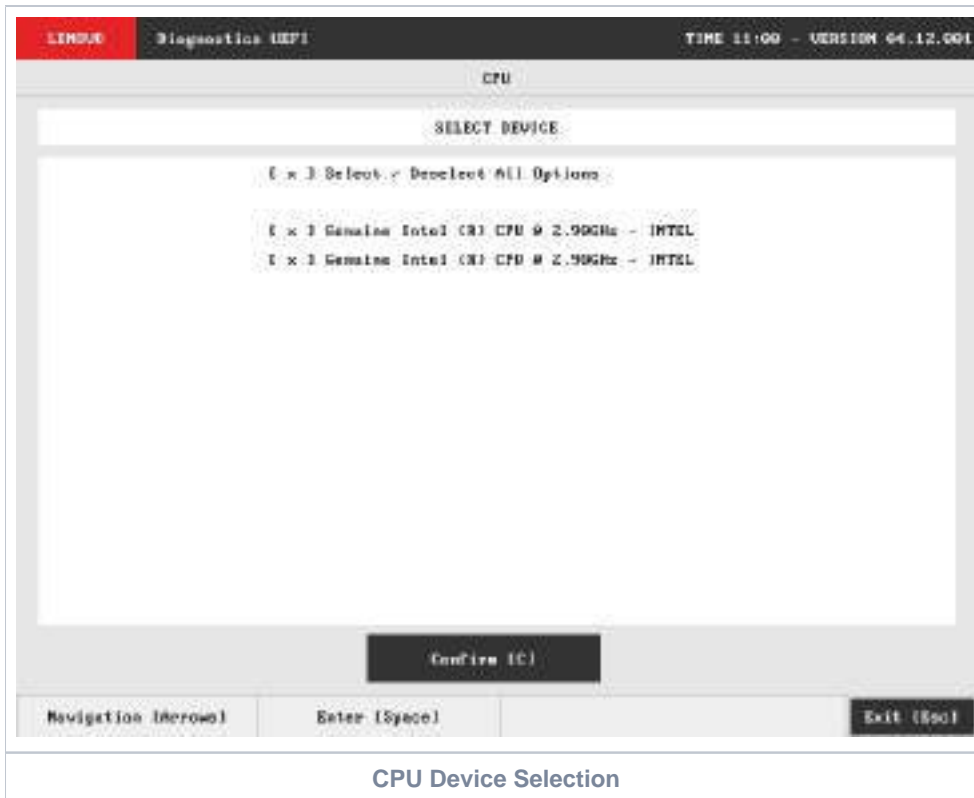 LENOVO Diagnostics UEFI TIME 11:00 - VERSION 04.12.001
CPU
SELECT DEVICE
[ x ] Select / Deselect All Options
[ x ] Genuine Intel (R) CPU @ 2.90GHz - INTEL
[ x ] Genuine Intel (R) CPU @ 2.90GHz - INTEL
Confirm [C]
Navigation [Arrows] Enter [Space] Exit [Esc]
CPU Device Selection